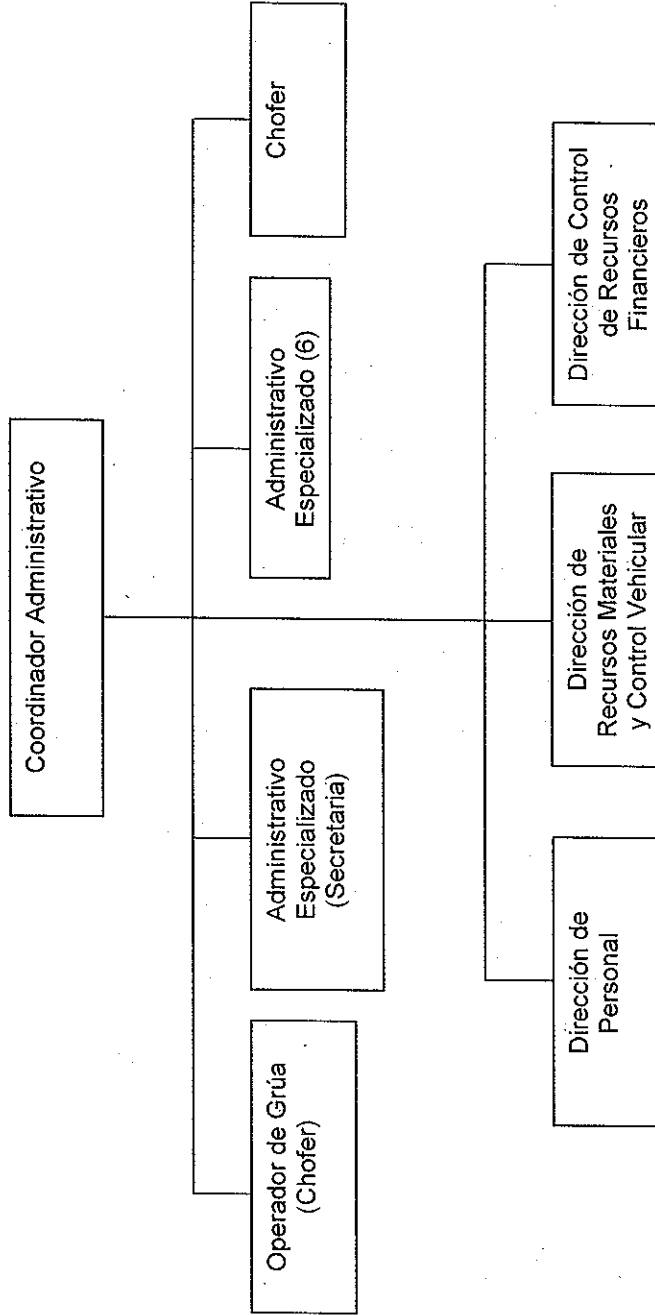 Coordinador Administrativo
Operador de Grúa
(Chofer)
Administrativo
Especializado
(Secretaria)
Administrativo
Especializado (6)
Chofer
Dirección de
Personal
Dirección de
Recursos Materiales
y Control Vehicular
Dirección de Control
de Recursos
Financieros